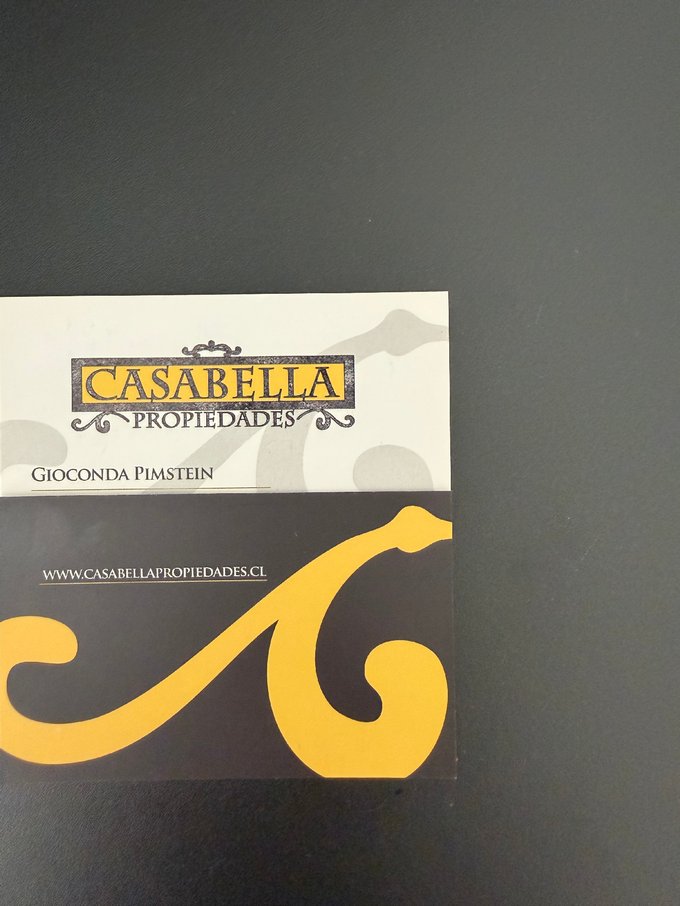 CASABELLA
PROPIEDADES
GIOCONDA PIMSTEIN
WWW.CASABELLAPROPIEDADES.CL